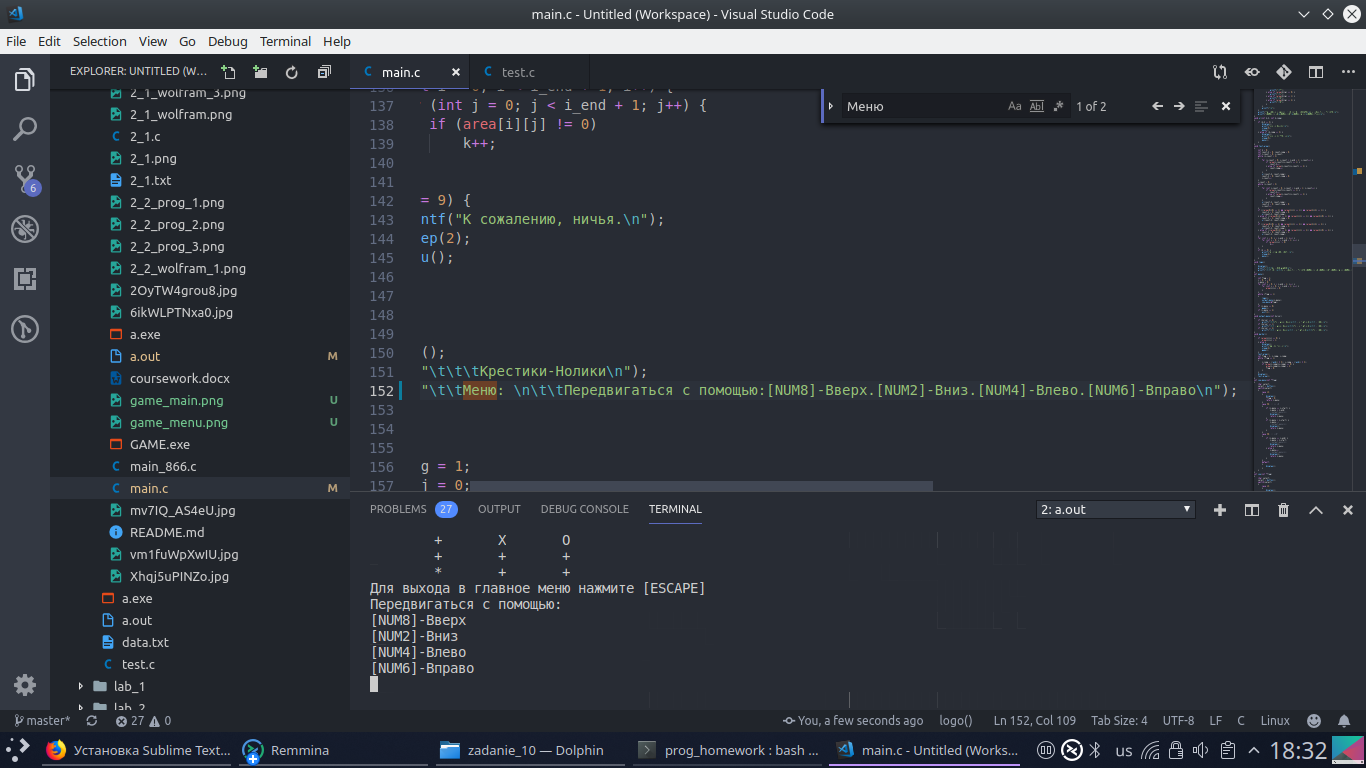 main.c - Untitled (Workspace) - Visual Studio Code
File Edit Selection View Go Debug Terminal Help
EXPLORER: UNTITLED (W...
2_1_wolfram_3.png
2_1_wolfram.png
2_1.c
2_1.png
2_1.txt
2_2_prog_1.png
2_2_prog_2.png
2_2_prog_3.png
2_2_wolfram_1.png
2OyTW4grou8.jpg
6ikWLPTNxa0.jpg
a.exe
a.out M
coursework.docx
game_main.png U
game_menu.png U
GAME.exe
main_866.c
main.c M
mv7IQ_AS4eU.jpg
README.md
vm1fuWpXwIU.jpg
Xhqj5uPINZo.jpg
a.exe
a.out
data.txt
test.c
lab_1
lab_2
6
main.c test.c
Меню Aa Abl .* 1 of 2
137 (int j = 0; j < i_end + 1; j++) {
138 if (area[i][j] != 0)
139 k++;
140
141
142 = 9) {
143 ntf("К сожалению, ничья.\n");
144 ep(2);
145 u();
146
147
148
149
150 ();
151 "\t\t\t\tКрестики-Нолики\n");
152 "\t\tМеню: \n\t\tПередвигаться с помощью:[NUM8]-Вверх.[NUM2]-Вниз.[NUM4]-Влево.[NUM6]-Вправо\n");
153
154
155
156 g = 1;
157 j = 0;
PROBLEMS 27 OUTPUT DEBUG CONSOLE TERMINAL
2: a.out
+ X O
+ + +
* + +
Для выхода в главное меню нажмите [ESCAPE]
Передвигаться с помощью:
[NUM8]-Вверх
[NUM2]-Вниз
[NUM4]-Влево
[NUM6]-Вправо
master* 27 0 You, a few seconds ago logo() Ln 152, Col 109 Tab Size: 4 UTF-8 LF C Linux
Установка Sublime Text... Remmina zadanie_10 — Dolphin prog_homework : bash ... main.c - Untitled (Works... us 18:32